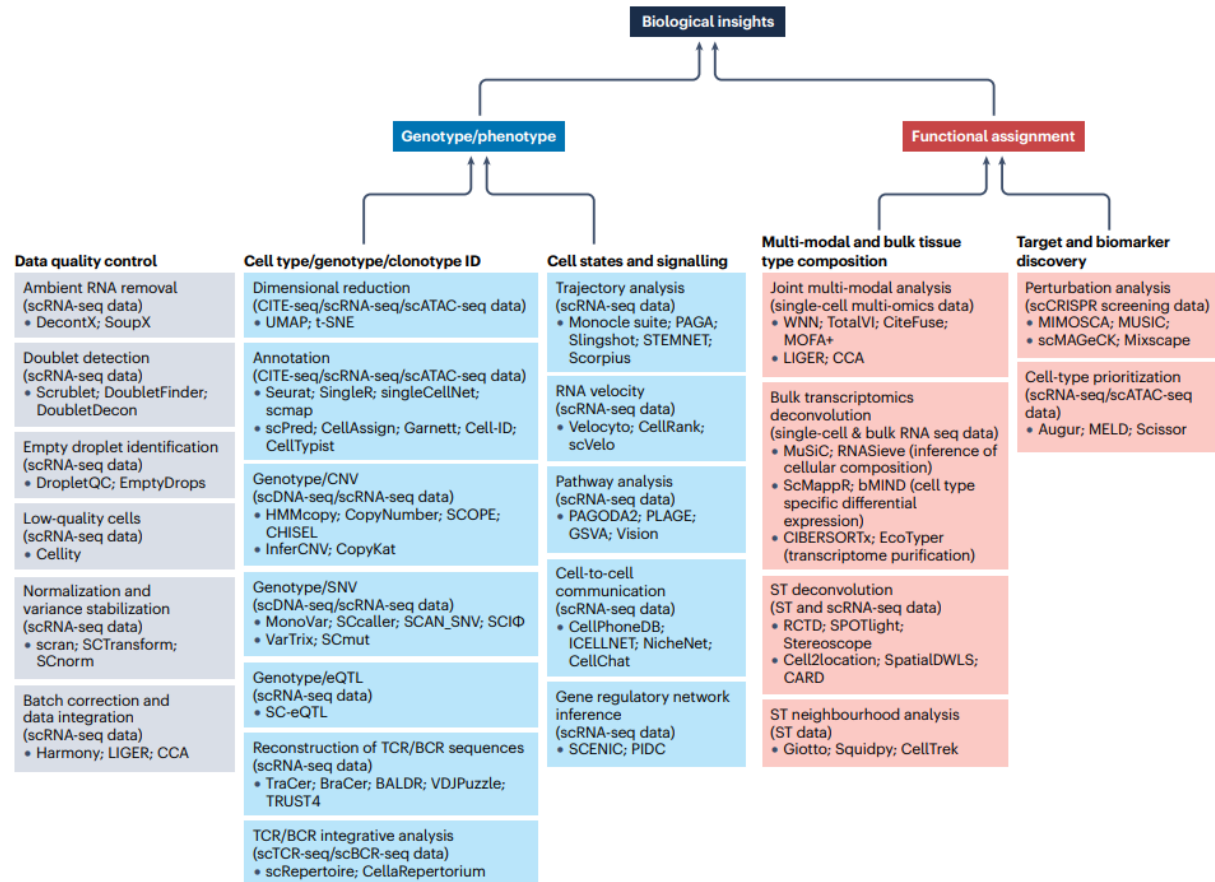 Biological insights
Genotype/phenotype
Functional assignment
Data quality control
Ambient RNA removal
(scRNA-seq data)
• DecontX; SoupX
Doublet detection
(scRNA-seq data)
• Scrublet; DoubletFinder;
DoubletDecon
Empty droplet identification
(scRNA-seq data)
• DropletQC; EmptyDrops
Low-quality cells
(scRNA-seq data)
• Cellity
Normalization and
variance stabilization
(scRNA-seq data)
• scran; SCTransform;
SCnorm
Batch correction and
data integration
(scRNA-seq data)
• Harmony; LIGER; CCA
Cell type/genotype/clonotype ID
Dimensional reduction
(CITE-seq/scRNA-seq/scATAC-seq data)
• UMAP; t-SNE
Annotation
(CITE-seq/scRNA-seq/scATAC-seq data)
• Seurat; SingleR; singleCellNet;
scmap
• scPred; CellAssign; Garnett; Cell-ID;
CellTypist
Genotype/CNV
(scDNA-seq/scRNA-seq data)
• HMMcopy; CopyNumber; SCOPE;
CHISEL
• InferCNV; CopyKat
Genotype/SNV
(scDNA-seq/scRNA-seq data)
• MonoVar; SCcaller; SCAN_SNV; SCIΦ
• VarTrix; SCmut
Genotype/eQTL
(scRNA-seq data)
• SC-eQTL
Reconstruction of TCR/BCR sequences
(scRNA-seq data)
• TraCer; BraCer; BALDR; VDJPuzzle;
TRUST4
TCR/BCR integrative analysis
(scTCR-seq/scBCR-seq data)
• scRepertoire; CellaRepertorium
Cell states and signalling
Trajectory analysis
(scRNA-seq data)
• Monocle suite; PAGA;
Slingshot; STEMNET;
Scorpius
RNA velocity
(scRNA-seq data)
• Velocyto; CellRank;
scVelo
Pathway analysis
(scRNA-seq data)
• PAGODA2; PLAGE;
GSVA; Vision
Cell-to-cell
communication
(scRNA-seq data)
• CellPhoneDB;
ICELLNET; NicheNet;
CellChat
Gene regulatory network
inference
(scRNA-seq data)
• SCENIC; PIDC
Multi-modal and bulk tissue
type composition
Joint multi-modal analysis
(single-cell multi-omics data)
• WNN; TotalVI; CiteFuse;
MOFA+
• LIGER; CCA
Bulk transcriptomics
deconvolution
(single-cell & bulk RNA seq data)
• MuSiC; RNASieve (inference of
cellular composition)
• ScMappR; bMIND (cell type
specific differential
expression)
• CIBERSORTx; EcoTyper
(transcriptome purification)
ST deconvolution
(ST and scRNA-seq data)
• RCTD; SPOTlight;
Stereoscope
• Cell2location; SpatialDWLS;
CARD
ST neighbourhood analysis
(ST data)
• Giotto; Squidpy; CellTrek
Target and biomarker
discovery
Perturbation analysis
(scCRISPR screening data)
• MIMOSCA; MUSIC;
• scMAGeCK; Mixscape
Cell-type prioritization
(scRNA-seq/scATAC-seq
data)
• Augur; MELD; Scissor